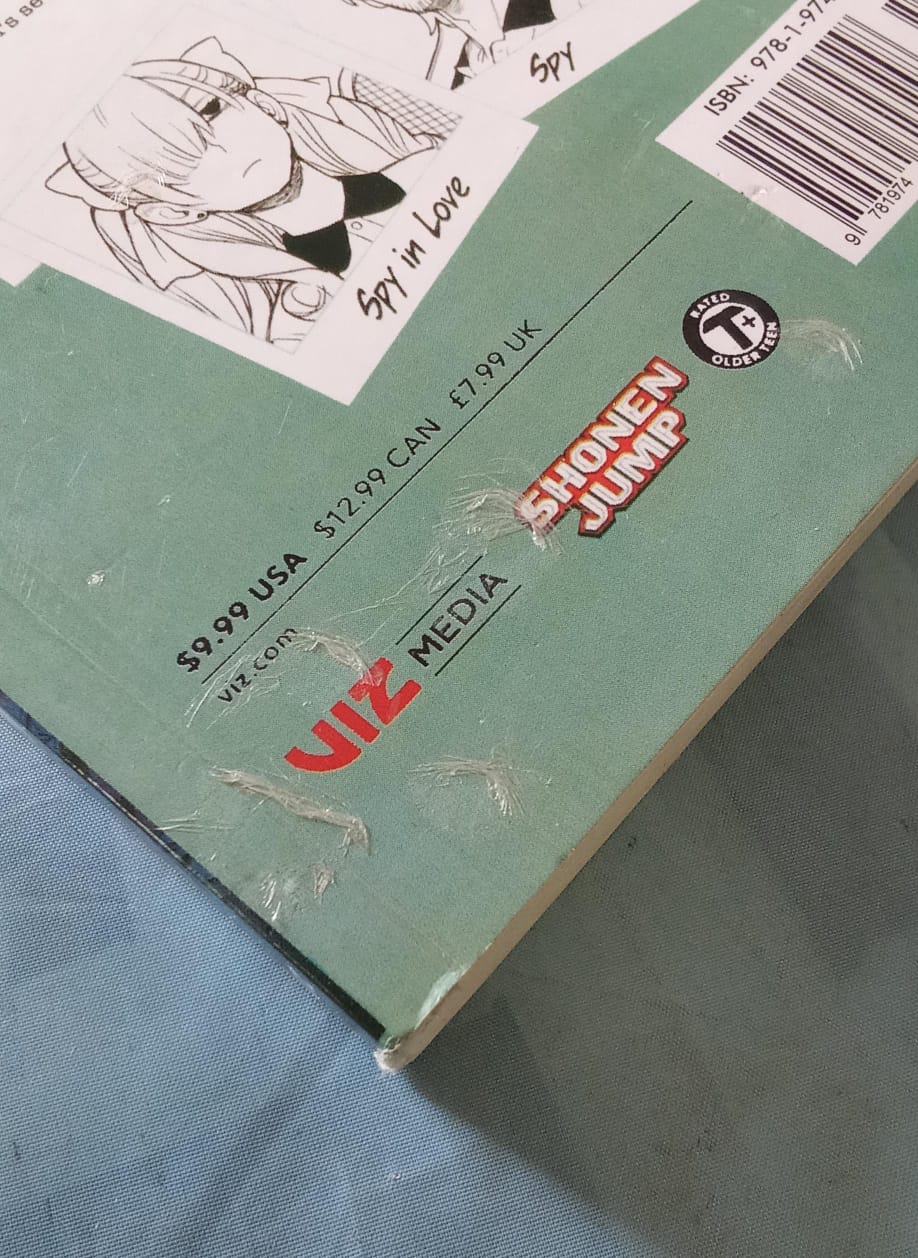 Spy
Spy in Love
ISBN: 978-1-974
9 781974
$9.99 USA $12.99 CAN £7.99 UK
viz.com
VIZ MEDIA
SHONEN
JUMP
RATED
T+
OLDER TEEN